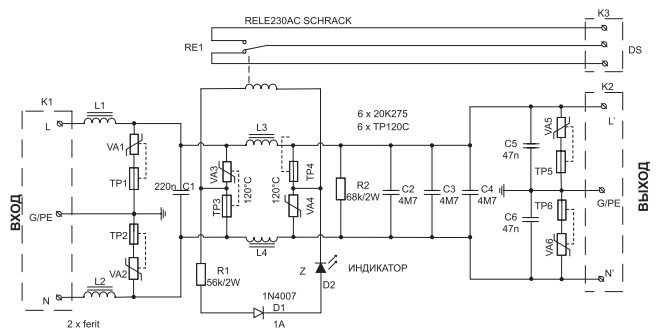 RELE230AC SCHRACK
K3
RE1
DS
K1
L1
6 x 20K275
6 x TP120C
K2
L
VA1
L3
L'
VA5
C5
47n
TP1
220n C1
VA3
120°C
120°C
TP4
TP5
R2
68k/2W
C2
4M7
C3
4M7
C4
4M7
ВХОД
G/PE
TP3
VA4
TP6
G/PE
ВЫХОД
TP2
C6
47n
VA2
L4
VA6
R1
56k/2W
Z
ИНДИКАТОР
D2
N'
L2
N
1N4007
D1
1A
2 x ferit